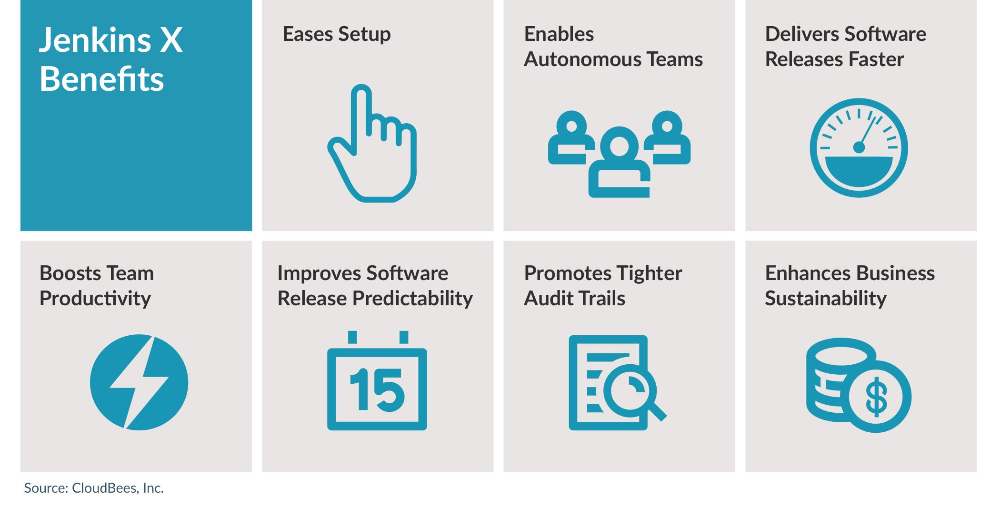 Jenkins X
Benefits
Eases Setup
Enables
Autonomous Teams
Delivers Software
Releases Faster
Boosts Team
Productivity
Improves Software
Release Predictability
15
Promotes Tighter
Audit Trails
Enhances Business
Sustainability
$
Source: CloudBees, Inc.